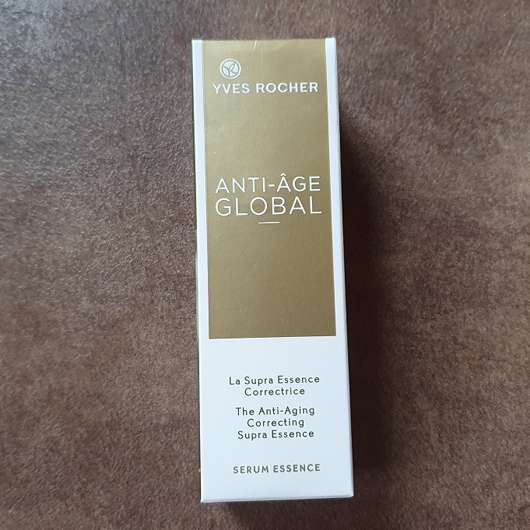 YVES ROCHER
ANTI-ÂGE
GLOBAL
La Supra Essence
Correctrice
The Anti-Aging
Correcting
Supra Essence
SERUM ESSENCE